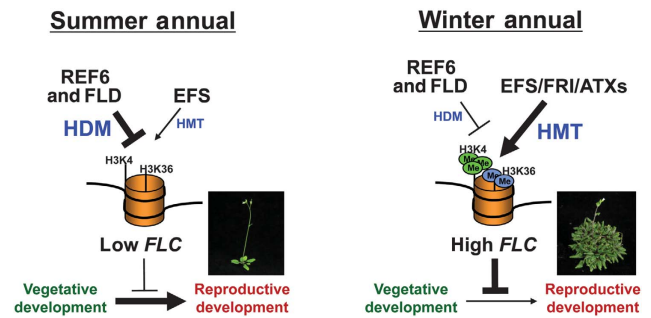 Summer annual
REF6
and FLD
EFS
HDM
HMT
H3K4
H3K36
Low FLC
Vegetative
development
Reproductive
development
Winter annual
REF6
and FLD
EFS/FRI/ATXs
HDM
HMT
H3K4
Me
Me
Me
H3K36
Me
Me
High FLC
Vegetative
development
Reproductive
development